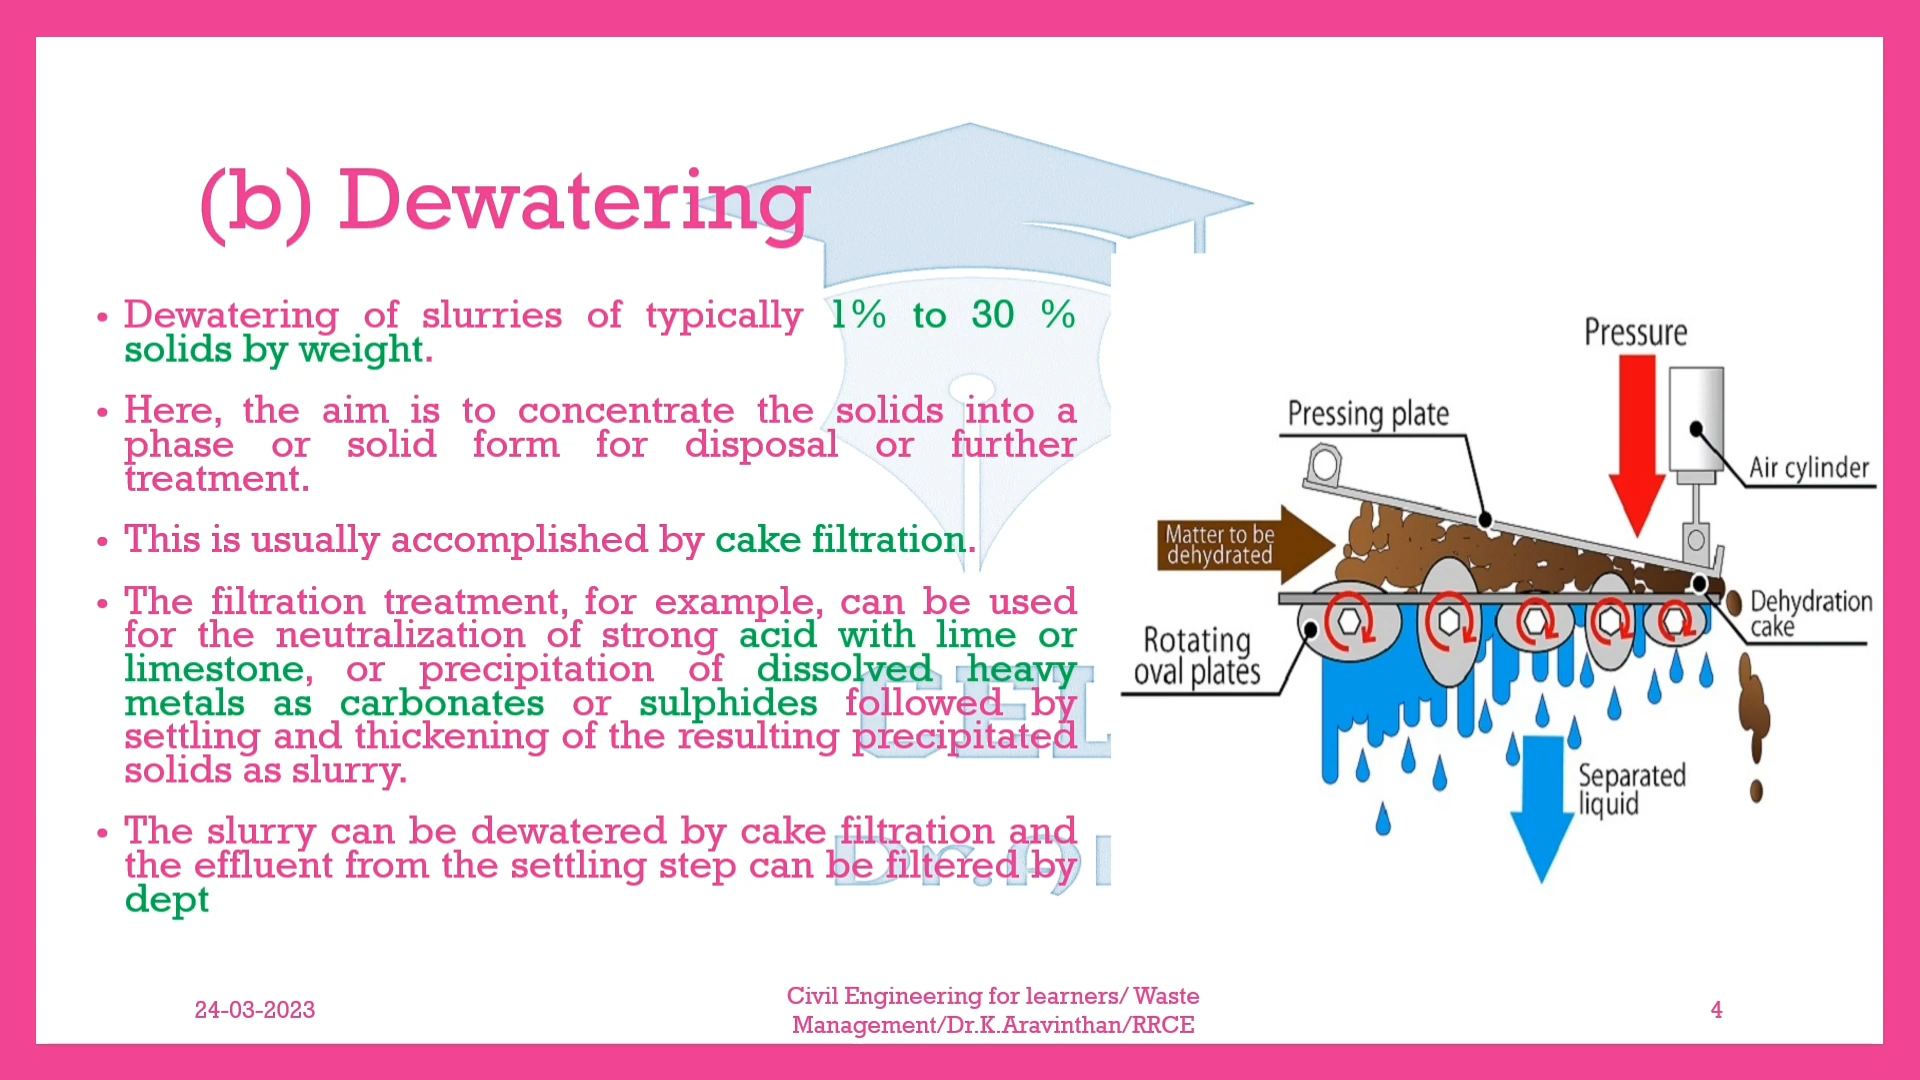 (b) Dewatering
• Dewatering of slurries of typically 1% to 30 %
solids by weight.
• Here, the aim is to concentrate the solids into a
phase or solid form for disposal or further
treatment.
• This is usually accomplished by cake filtration.
• The filtration treatment, for example, can be used
for the neutralization of strong acid with lime or
limestone, or precipitation of dissolved heavy
metals as carbonates or sulphides followed by
settling and thickening of the resulting precipitated
solids as slurry.
• The slurry can be dewatered by cake filtration and
the effluent from the settling step can be filtered by
dept
Pressure
Pressing plate
Air cylinder
Matter to be
dehydrated
Dehydration
cake
Rotating
oval plates
Separated
liquid
CEL
Dr.
24-03-2023
Civil Engineering for learners/ Waste
Management/Dr.K.Aravinthan/RRCE
4